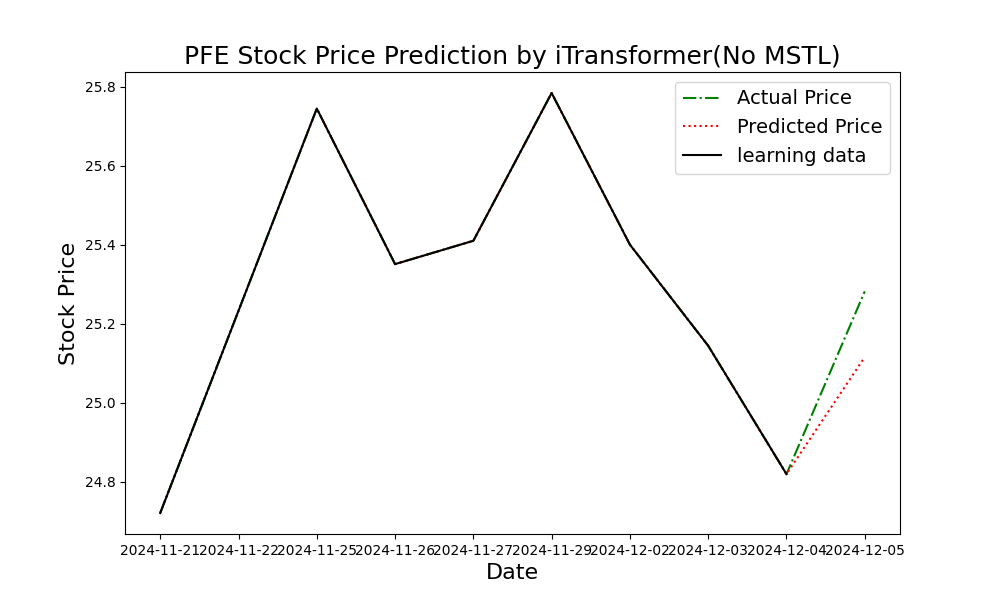 PFE Stock Price Prediction by iTransformer(No MSTL)
Actual Price
Predicted Price
learning data
25.8
25.6
25.4
25.2
25.0
24.8
Stock Price
2024-11-21 2024-11-22 2024-11-25 2024-11-26 2024-11-27 2024-11-29 2024-12-02 2024-12-03 2024-12-04 2024-12-05
Date